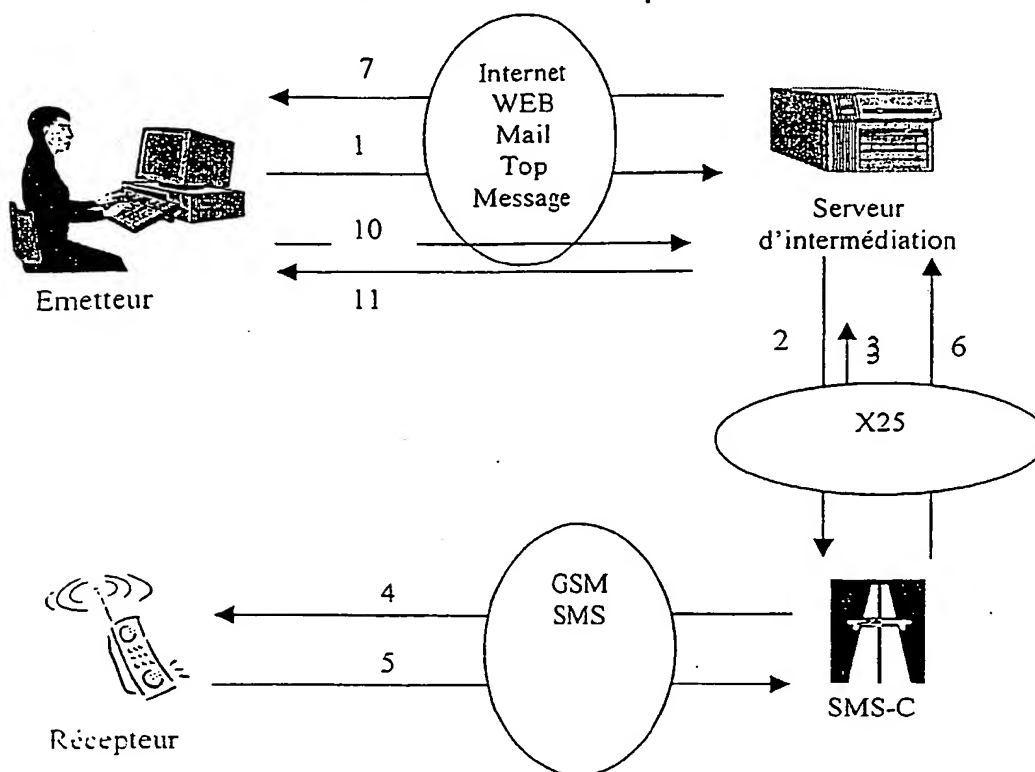 7
Internet
WEB
Mail
Top
Message
1
10
11
Emetteur
Serveur
d'intermédiation
2
3
6
X25
GSM
SMS
4
5
SMS-C
Récepteur